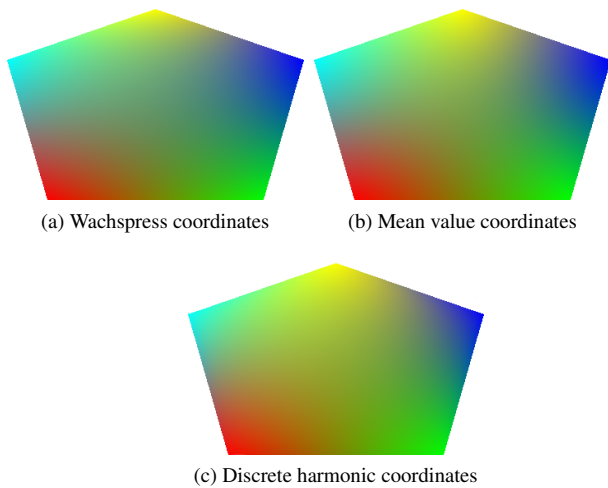 (a) Wachspress coordinates
(b) Mean value coordinates
(c) Discrete harmonic coordinates